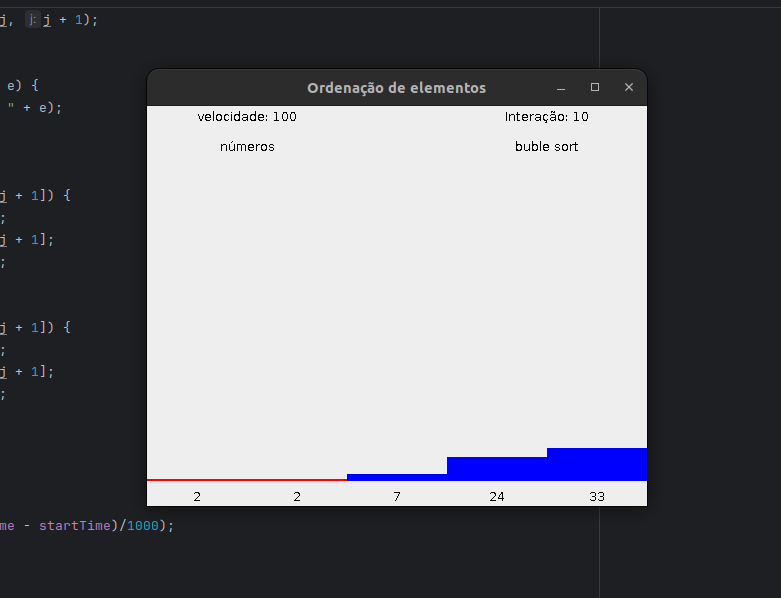 j, j: j + 1);
e) {
" + e);
Ordenação de elementos
velocidade: 100 Interação: 10
números buble sort
j + 1]) {
;
j + 1];
;
j + 1]) {
;
j + 1];
;
2 2 7 24 33
me - startTime)/1000);